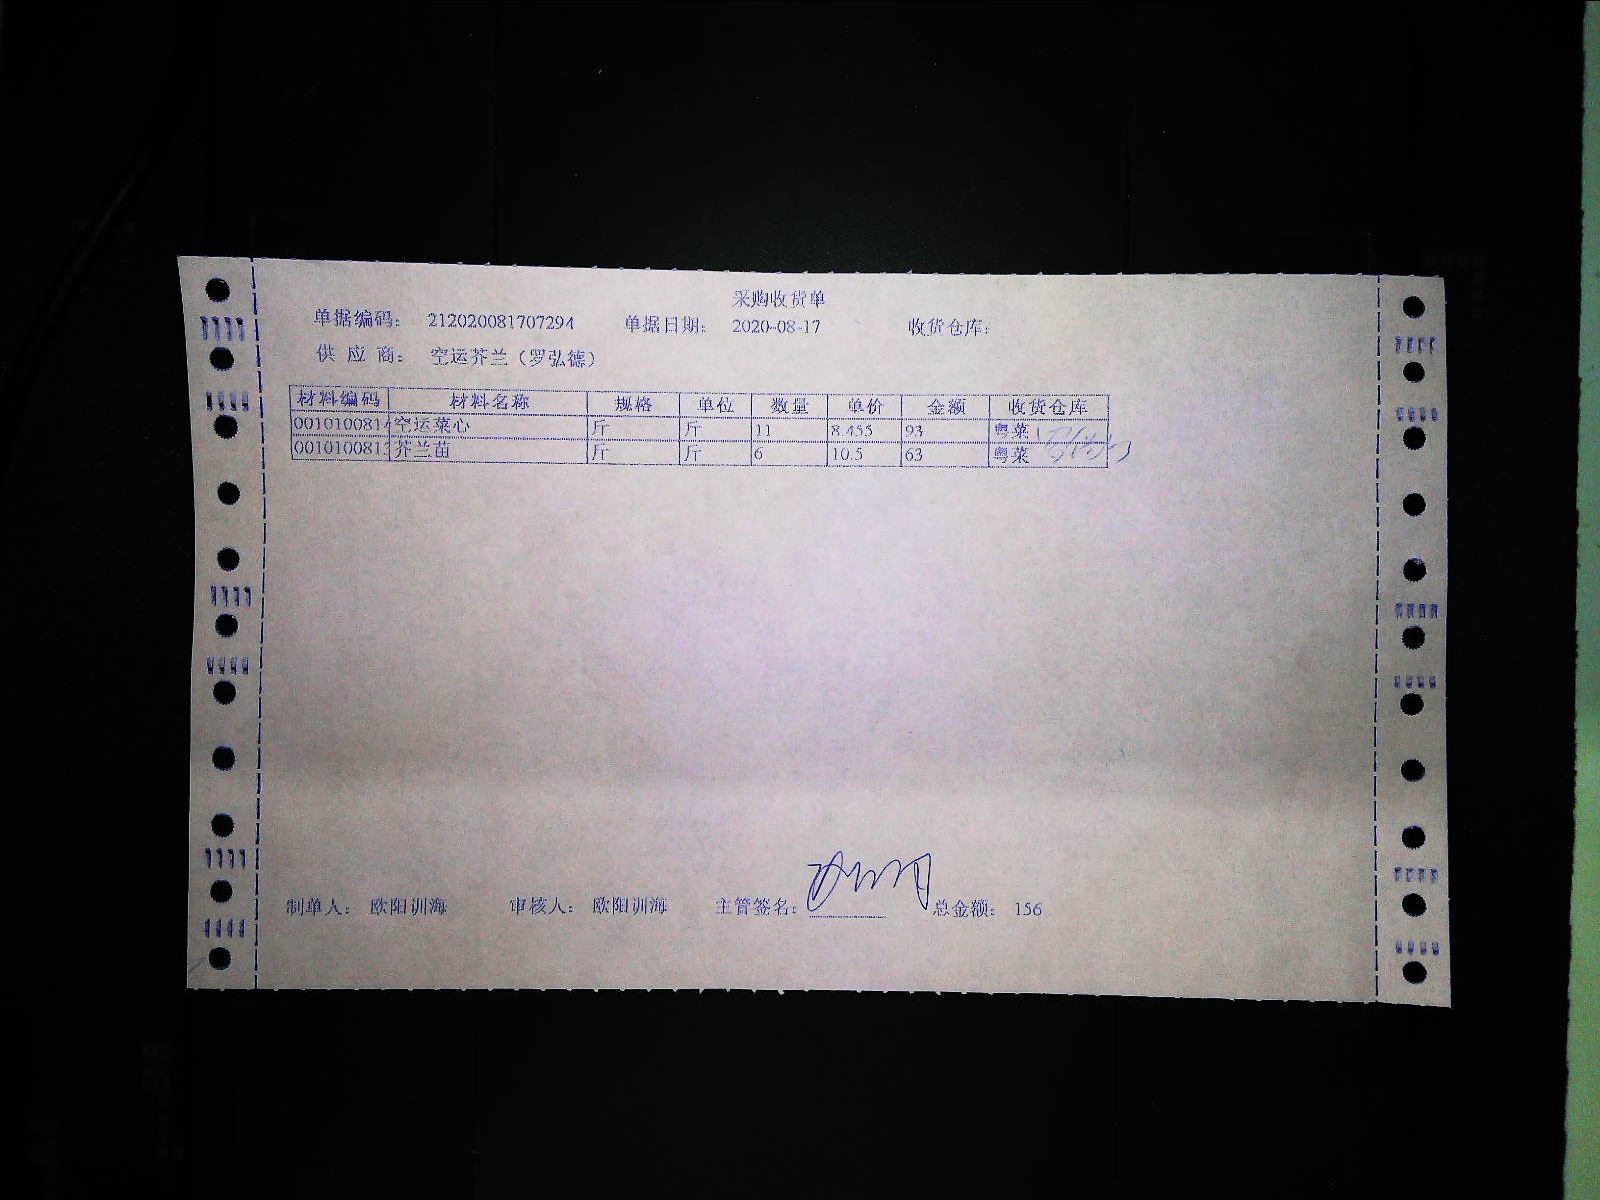 采购收货单
单据编码： 212020081707294 单据日期： 2020-08-17 收货仓库：
供 应 商： 空运芥兰（罗弘德）
材料编码 材料名称 规格 单位 数量 单价 金额 收货仓库
0010100814 空运菜心 斤 斤 11 8.455 93 粤菜
0010100813 芥兰苗 斤 斤 6 10.5 63 粤菜
制单人： 欧阳训海 审核人： 欧阳训海 主管签名： 总金额： 156